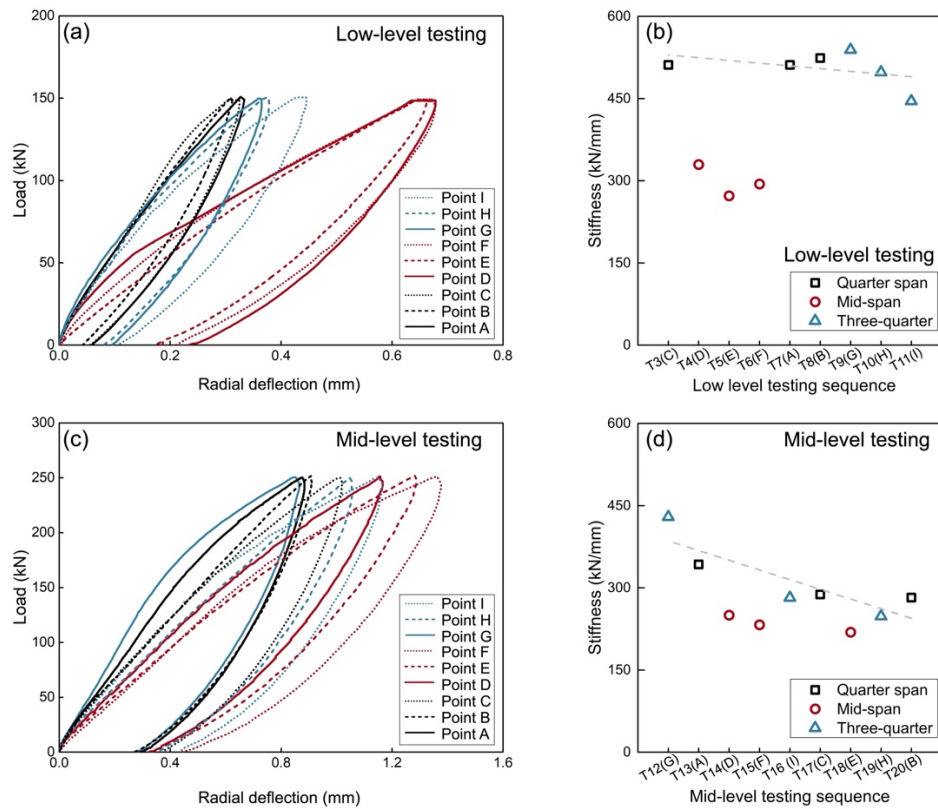 (a)
Low-level testing
200
150
100
50
0
Load (kN)
0.0
0.2
0.4
0.6
0.8
Radial deflection (mm)
Point I
Point H
Point G
Point F
Point E
Point D
Point C
Point B
Point A
(b)
600
450
300
150
0
Stiffness (kN/mm)
Low-level testing
Quarter span
Mid-span
Three-quarter
T3(C)
T4(D)
T5(E)
T6(F)
T7(A)
T8(B)
T9(G)
T10(H)
T11(I)
Low level testing sequence
(c)
Mid-level testing
300
250
200
150
100
50
0
Load (kN)
0.0
0.4
0.8
1.2
1.6
Radial deflection (mm)
Point I
Point H
Point G
Point F
Point E
Point D
Point C
Point B
Point A
(d)
Mid-level testing
600
450
300
150
0
Stiffness (kN/mm)
Quarter span
Mid-span
Three-quarter
T12(G)
T13(A)
T14(D)
T15(F)
T16 (I)
T17(C)
T18(E)
T19(H)
T20(B)
Mid-level testing sequence